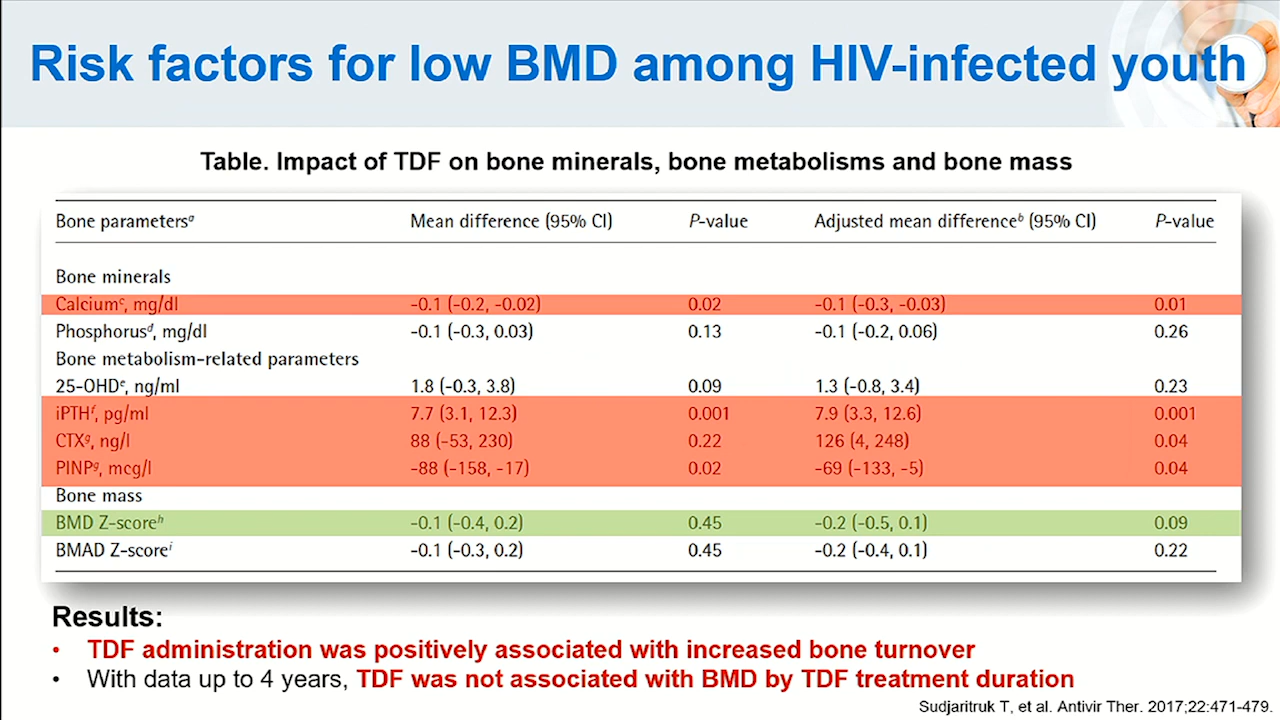 Risk factors for low BMD among HIV-infected youth
Table. Impact of TDF on bone minerals, bone metabolisms and bone mass
Bone parametersᵃ Mean difference (95% CI) P-value Adjusted mean differenceᵇ (95% CI) P-value
Bone minerals
Calciumᶜ, mg/dl -0.1 (-0.2, -0.02) 0.02 -0.1 (-0.3, -0.03) 0.01
Phosphorusᵈ, mg/dl -0.1 (-0.3, 0.03) 0.13 -0.1 (-0.2, 0.06) 0.26
Bone metabolism-related parameters
25-OHDᵉ, ng/ml 1.8 (-0.3, 3.8) 0.09 1.3 (-0.8, 3.4) 0.23
iPTHᶠ, pg/ml 7.7 (3.1, 12.3) 0.001 7.9 (3.3, 12.6) 0.001
CTXᵍ, ng/l 88 (-53, 230) 0.22 126 (4, 248) 0.04
PINPᵍ, mcg/l -88 (-158, -17) 0.02 -69 (-133, -5) 0.04
Bone mass
BMD Z-scoreʰ -0.1 (-0.4, 0.2) 0.45 -0.2 (-0.5, 0.1) 0.09
BMAD Z-scoreⁱ -0.1 (-0.3, 0.2) 0.45 -0.2 (-0.4, 0.1) 0.22
Results:
• TDF administration was positively associated with increased bone turnover
• With data up to 4 years, TDF was not associated with BMD by TDF treatment duration
Sudjaritruk T, et al. Antivir Ther. 2017;22:471-479.